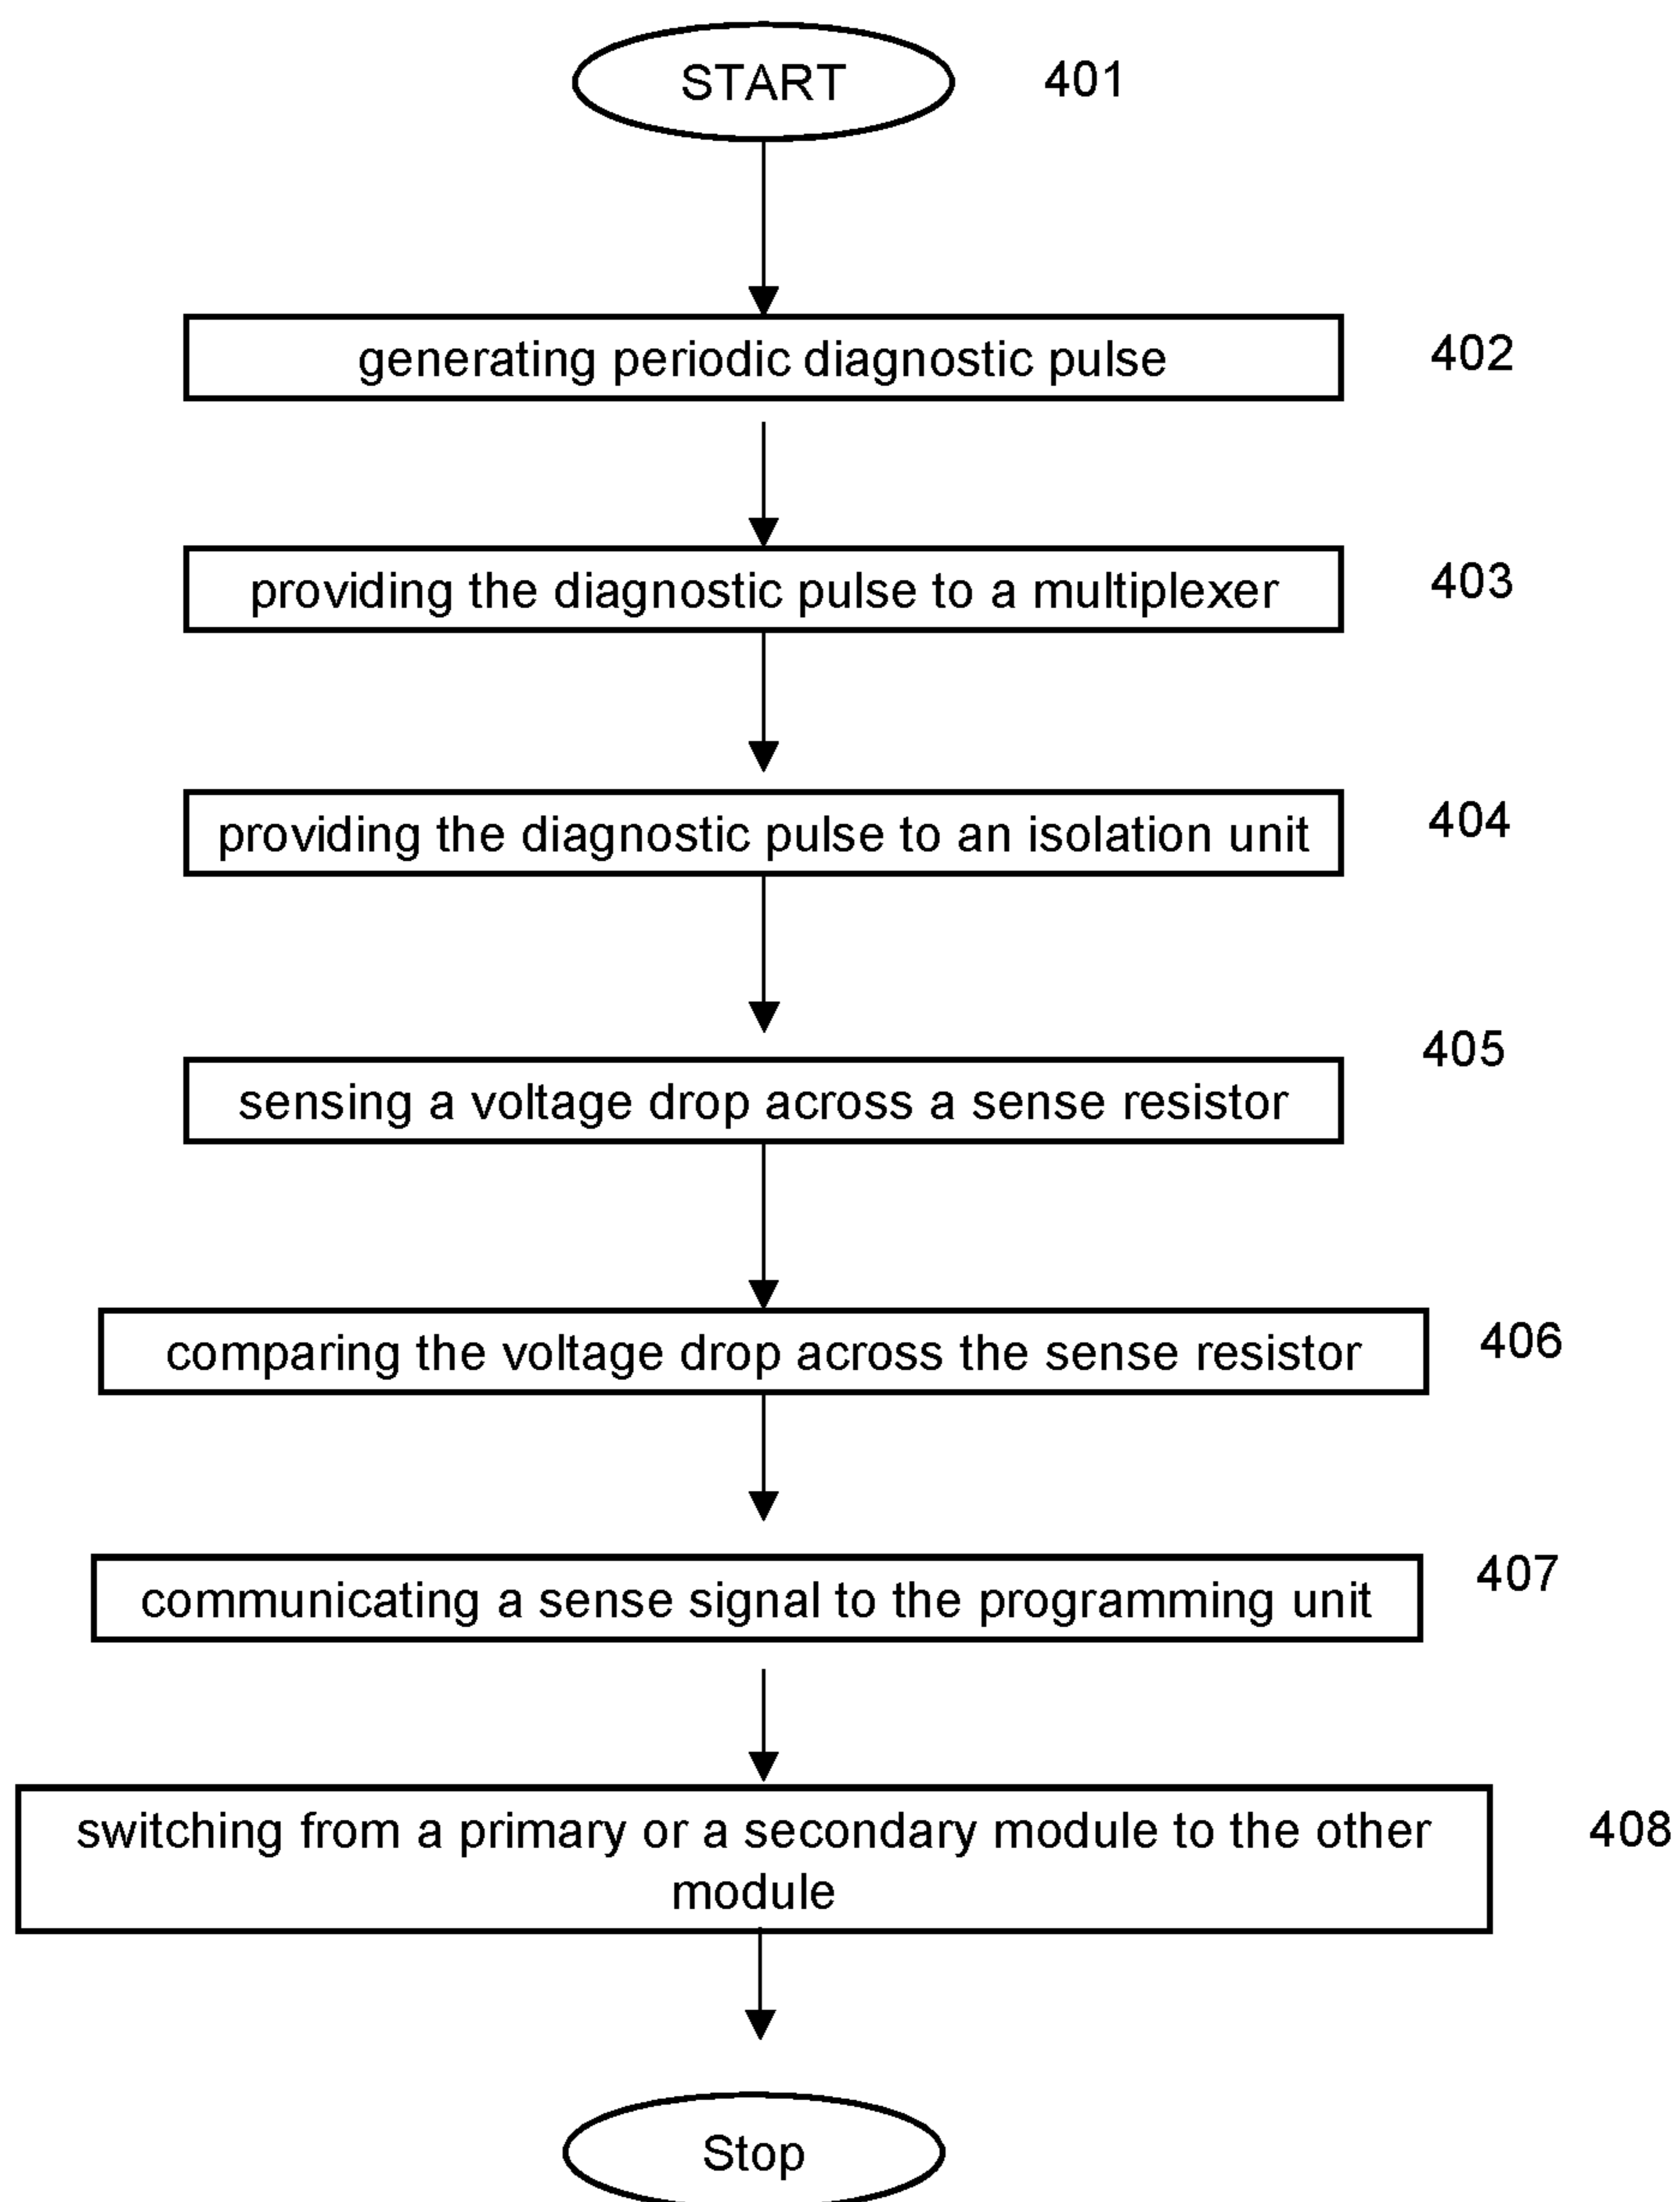 START 401
generating periodic diagnostic pulse 402
providing the diagnostic pulse to a multiplexer 403
providing the diagnostic pulse to an isolation unit 404
405
sensing a voltage drop across a sense resistor
comparing the voltage drop across the sense resistor 406
communicating a sense signal to the programming unit 407
switching from a primary or a secondary module to the other 408
module
Stop